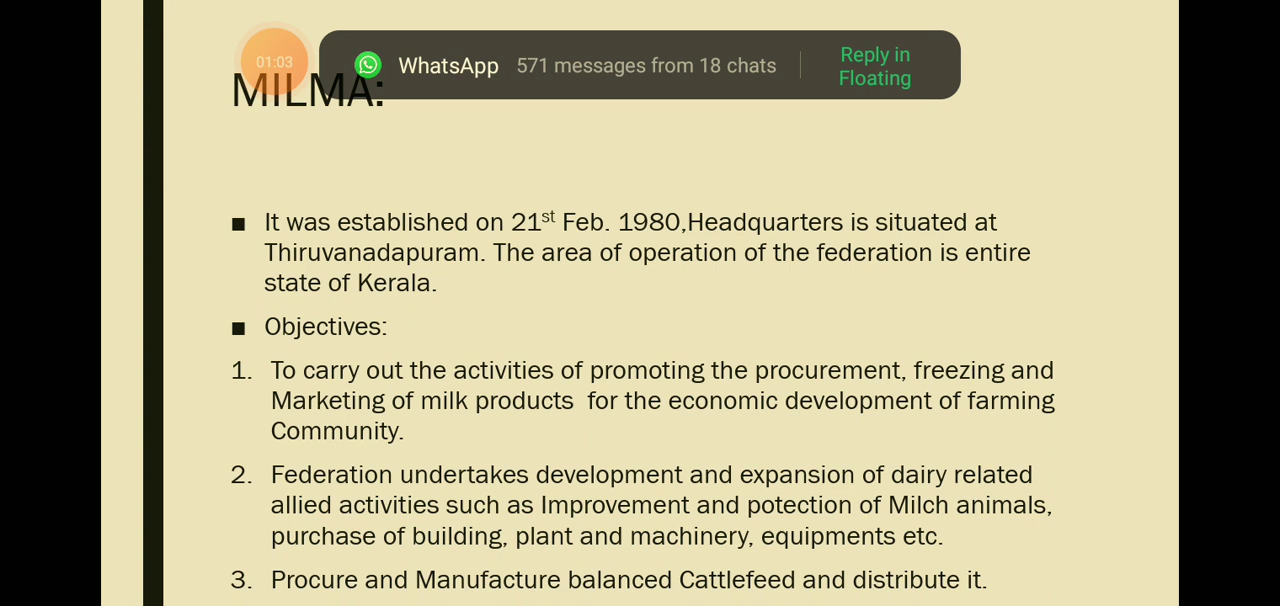 01:03
WhatsApp 571 messages from 18 chats Reply in
Floating
MILMA:
■ It was established on 21st Feb. 1980,Headquarters is situated at
Thiruvanadapuram. The area of operation of the federation is entire
state of Kerala.
■ Objectives:
1. To carry out the activities of promoting the procurement, freezing and
Marketing of milk products for the economic development of farming
Community.
2. Federation undertakes development and expansion of dairy related
allied activities such as Improvement and potection of Milch animals,
purchase of building, plant and machinery, equipments etc.
3. Procure and Manufacture balanced Cattlefeed and distribute it.